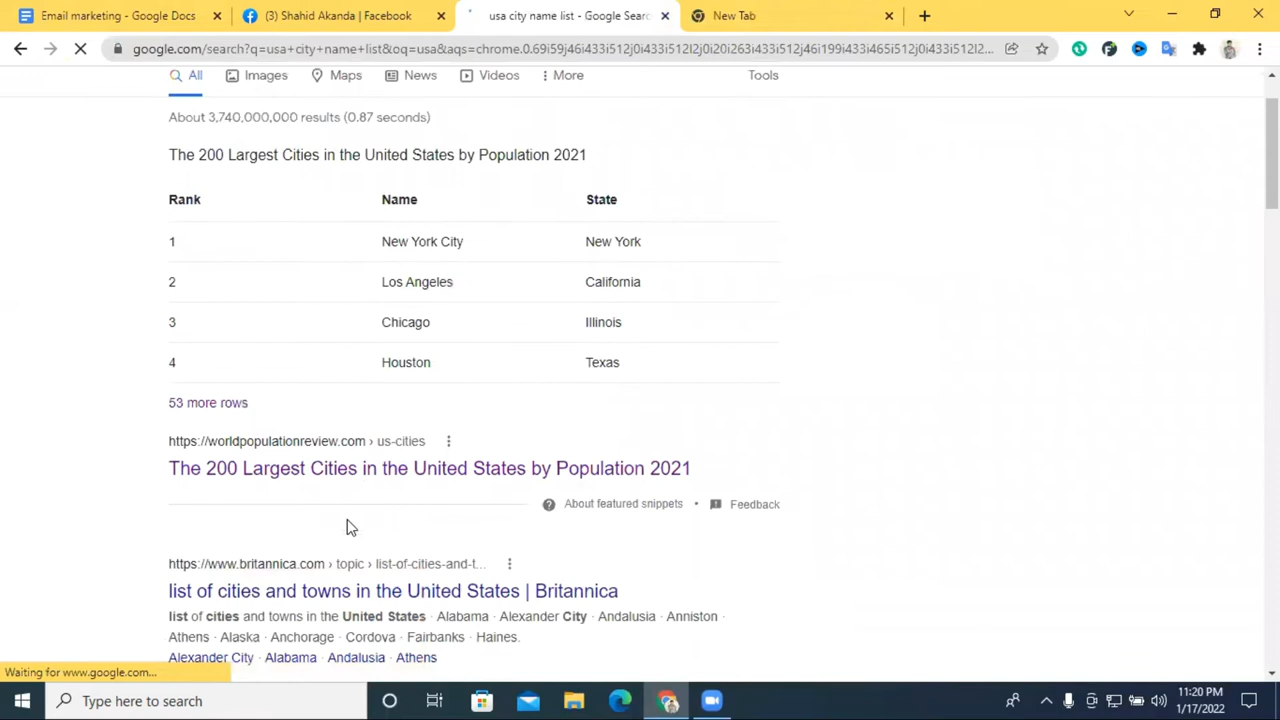 Email marketing - Google Docs
(3) Shahid Akanda | Facebook
usa city name list - Google Sear
New Tab
google.com/search?q=usa+city+name+list&oq=usa&aqs=chrome.0.69i59j46i433i512j0i433i512l2j0i20i263i433i512j46i199i433i465i512j0i433i512l2...
All
Images
Maps
News
Videos
More
Tools
About 3,740,000,000 results (0.87 seconds)
The 200 Largest Cities in the United States by Population 2021
Rank Name State
1 New York City New York
2 Los Angeles California
3 Chicago Illinois
4 Houston Texas
53 more rows
https://worldpopulationreview.com › us-cities
The 200 Largest Cities in the United States by Population 2021
About featured snippets • Feedback
https://www.britannica.com › topic › list-of-cities-and-t...
list of cities and towns in the United States | Britannica
list of cities and towns in the United States · Alabama · Alexander City · Andalusia · Anniston ·
Athens · Alaska · Anchorage · Cordova · Fairbanks · Haines.
Alexander City · Alabama · Andalusia · Athens
Waiting for www.google.com...
Type here to search
11:20 PM
1/17/2022